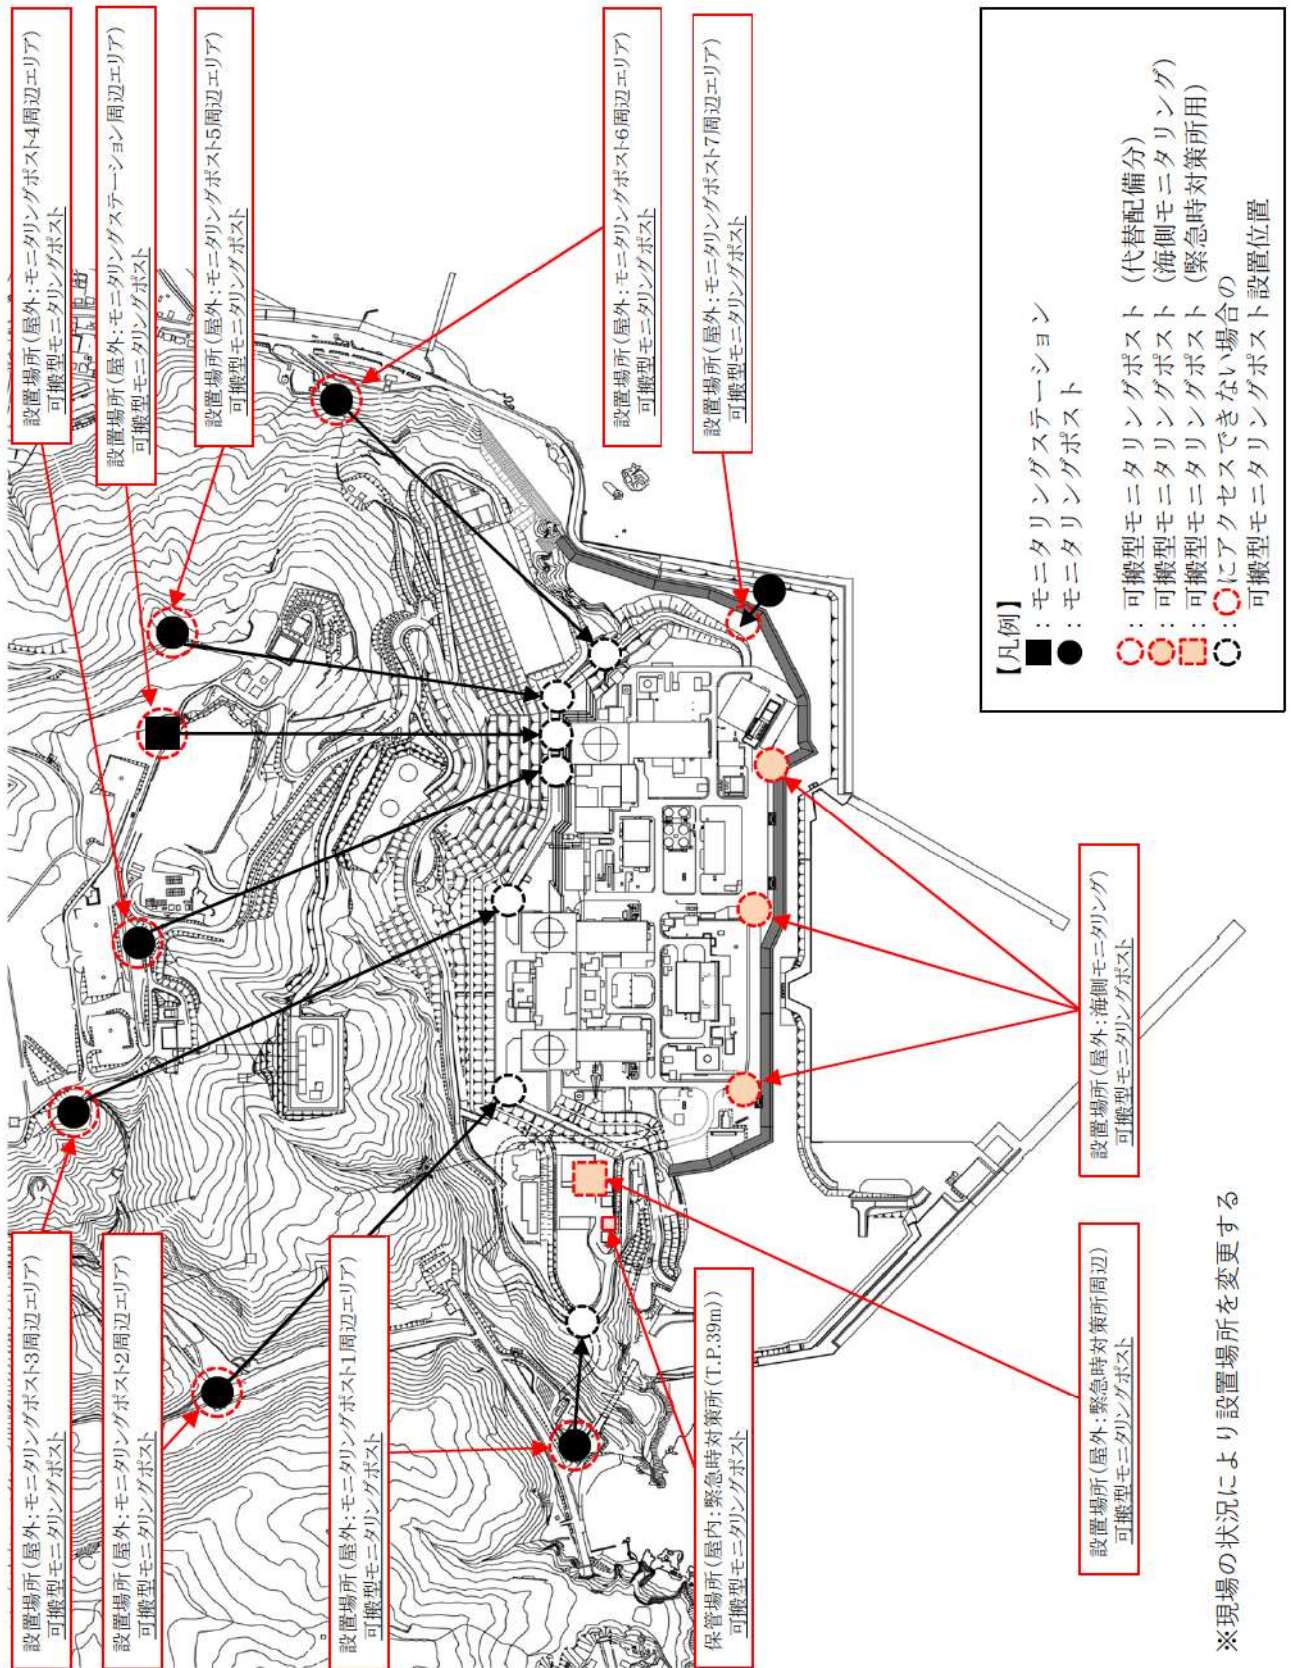 設置場所(屋外:モニタリングポスト3周辺エリア)
可搬型モニタリングポスト
設置場所(屋外:モニタリングポスト2周辺エリア)
可搬型モニタリングポスト
設置場所(屋外:モニタリングポスト1周辺エリア)
可搬型モニタリングポスト
保管場所(屋内:緊急時対策所(T.P.39m))
可搬型モニタリングポスト
設置場所(屋外:緊急時対策所周辺)
可搬型モニタリングポスト
設置場所(屋外:海側モニタリング)
可搬型モニタリングポスト
設置場所(屋外:モニタリングポスト4周辺エリア)
可搬型モニタリングポスト
設置場所(屋外:モニタリングステーション周辺エリア)
可搬型モニタリングポスト
設置場所(屋外:モニタリングポスト5周辺エリア)
可搬型モニタリングポスト
設置場所(屋外:モニタリングポスト6周辺エリア)
可搬型モニタリングポスト
設置場所(屋外:モニタリングポスト7周辺エリア)
可搬型モニタリングポスト
【凡例】
:モニタリングステーション
:モニタリングポスト
:可搬型モニタリングポスト(代替配備分)
:可搬型モニタリングポスト(海側モニタリング)
:可搬型モニタリングポスト(緊急時対策所用)
:にアクセスできない場合の
可搬型モニタリングポスト設置位置
※現場の状況により設置場所を変更する